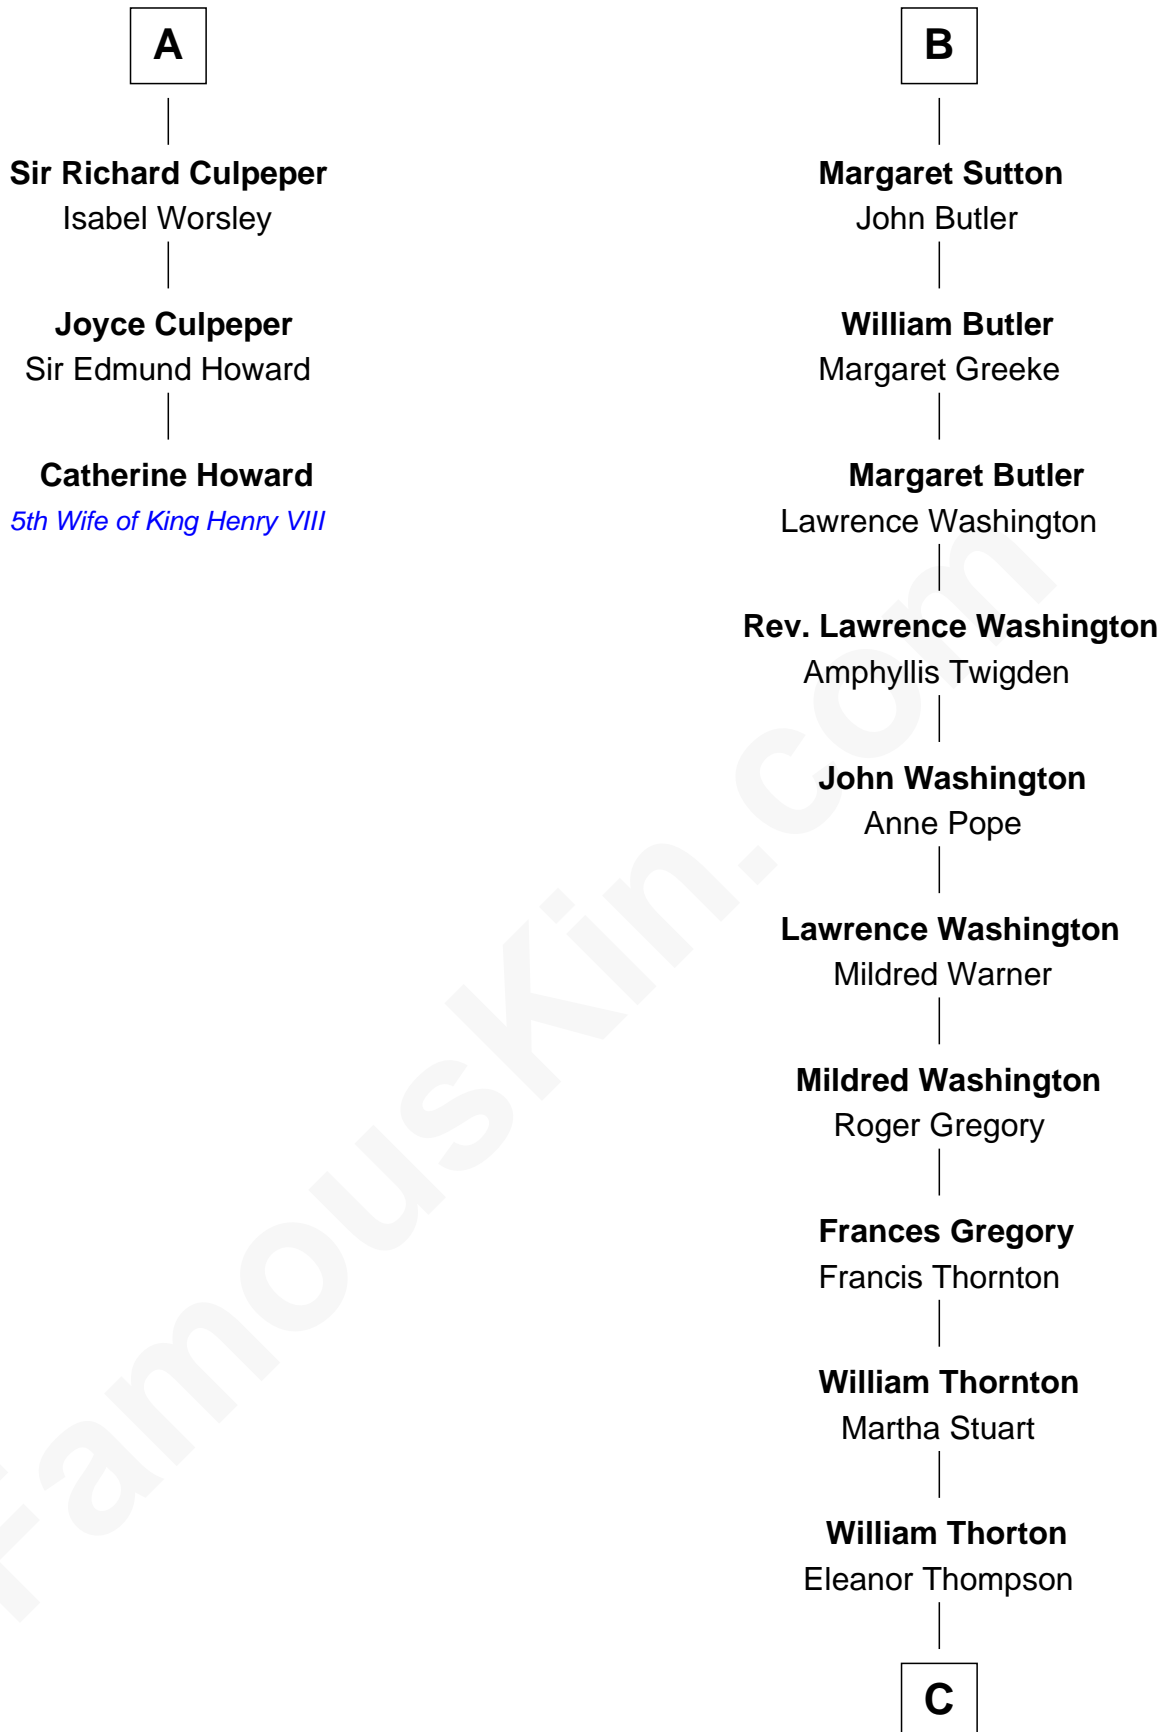 A
Sir Richard Culpeper
Isabel Worsley
Joyce Culpeper
Sir Edmund Howard
Catherine Howard
5th Wife of King Henry VIII
B
Margaret Sutton
John Butler
William Butler
Margaret Greeke
Margaret Butler
Lawrence Washington
Rev. Lawrence Washington
Amphyllis Twigden
John Washington
Anne Pope
Lawrence Washington
Mildred Warner
Mildred Washington
Roger Gregory
Frances Gregory
Francis Thornton
William Thornton
Martha Stuart
William Thorton
Eleanor Thompson
C
FamousKin.com